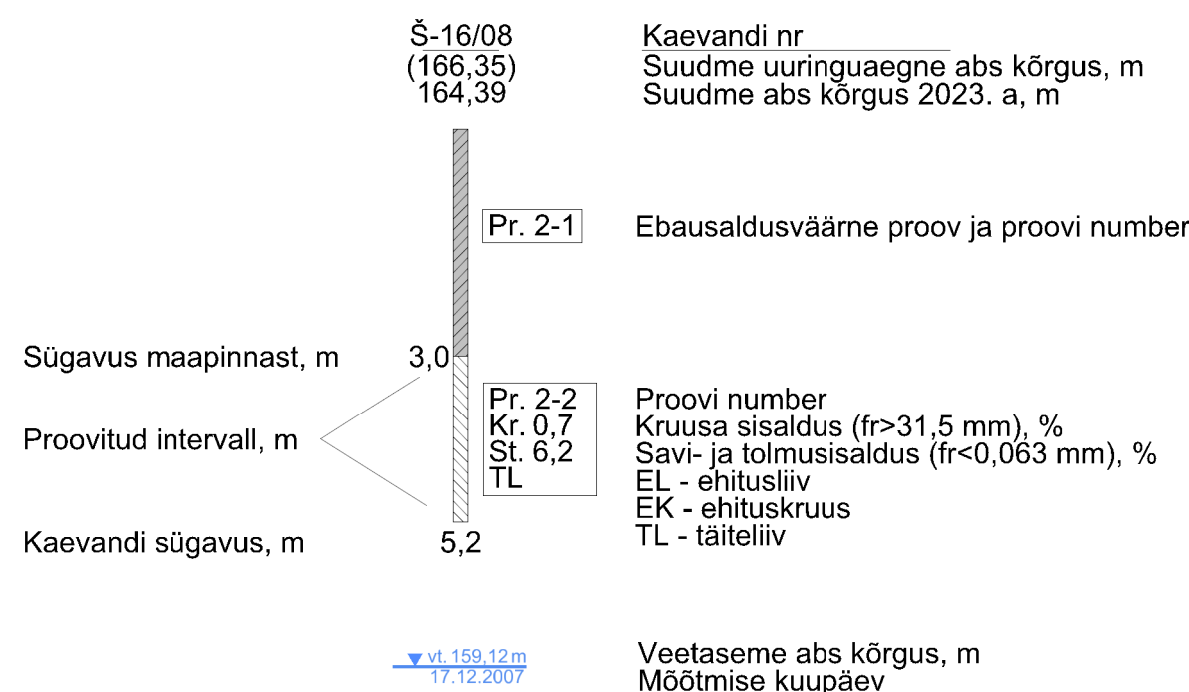 Š-16/08 Kaevandi nr
(166,35) Suudme uuringuaegne abs kõrgus, m
164,39 Suudme abs kõrgus 2023. a, m
Pr. 2-1 Ebausaldusväärne proov ja proovi number
Sügavus maapinnast, m 3,0
Pr. 2-2 Proovi number
Kr. 0,7 Kruusa sisaldus (fr>31,5 mm), %
Proovitud intervall, m
St. 6,2 Savi- ja tolmusisaldus (fr<0,063 mm), %
TL EL - ehitusliiv
EK - ehituskruus
TL - täiteliiv
Kaevandi sügavus, m 5,2
vt. 159,12 m Veetaseme abs kõrgus, m
17.12.2007 Mõõtmise kuupäev